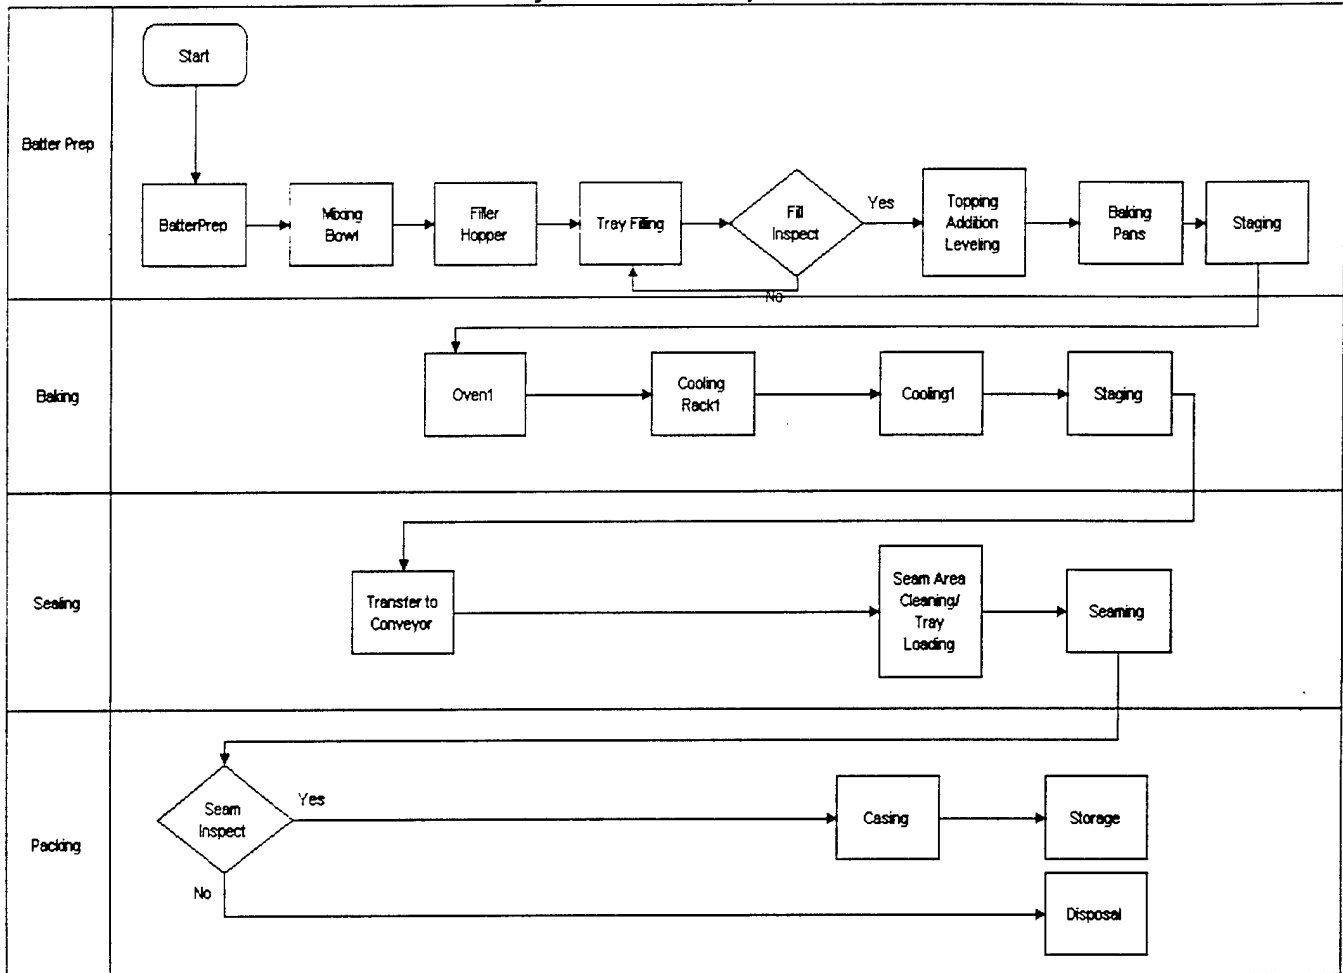 Start
Batter Prep
BatterPrep
Mixing
Bowl
Filler
Hopper
Tray Filling
Fill
Inspect
Yes
No
Topping
Addition
Leveling
Baking
Pans
Staging
Baking
Oven1
Cooling
Rack1
Cooling1
Staging
Sealing
Transfer to
Conveyor
Seam Area
Cleaning/
Tray
Loading
Seaming
Packing
Seam
Inspect
Yes
No
Casing
Storage
Disposal